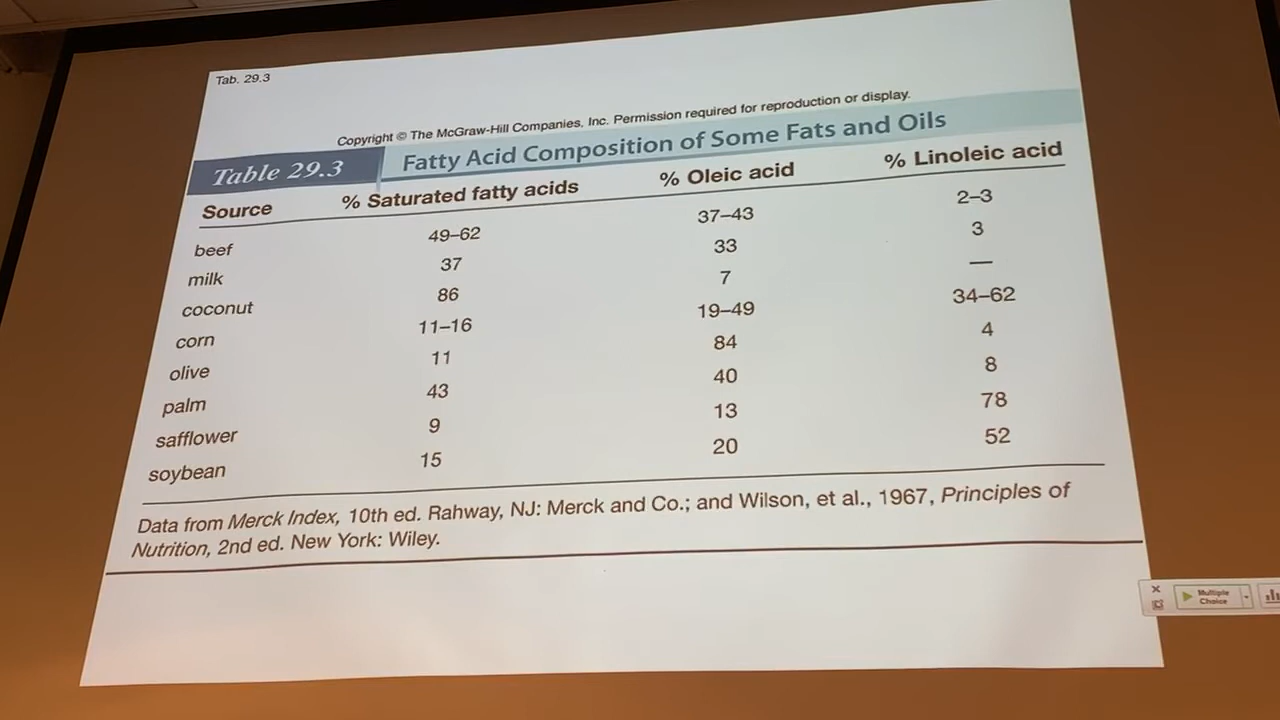 Tab. 29.3
Copyright © The McGraw-Hill Companies, Inc. Permission required for reproduction or display.
Table 29.3 Fatty Acid Composition of Some Fats and Oils
Source % Saturated fatty acids % Oleic acid % Linoleic acid
beef 49–62 37–43 2–3
milk 37 33 3
coconut 86 7 —
corn 11–16 19–49 34–62
olive 11 84 4
palm 43 40 8
safflower 9 13 78
soybean 15 20 52
Data from Merck Index, 10th ed. Rahway, NJ: Merck and Co.; and Wilson, et al., 1967, Principles of
Nutrition, 2nd ed. New York: Wiley.
Multiple
Choice